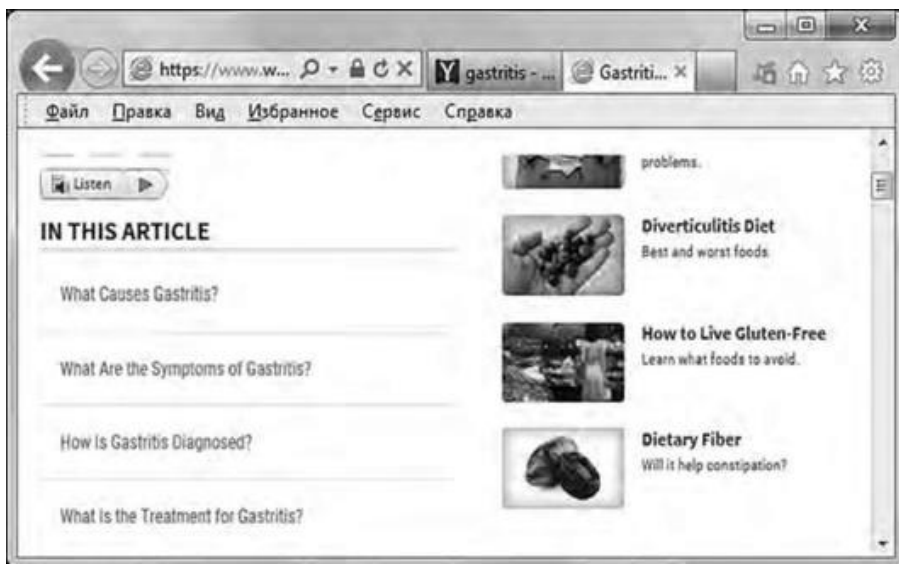 https://www.w... gastritis - ... Gastriti...
Файл Правка Вид Избранное Сервис Справка
Listen
IN THIS ARTICLE
What Causes Gastritis?
What Are the Symptoms of Gastritis?
How Is Gastritis Diagnosed?
What Is the Treatment for Gastritis?
problems.
Diverticulitis Diet
Best and worst foods.
How to Live Gluten-Free
Learn what foods to avoid.
Dietary Fiber
Will it help constipation?